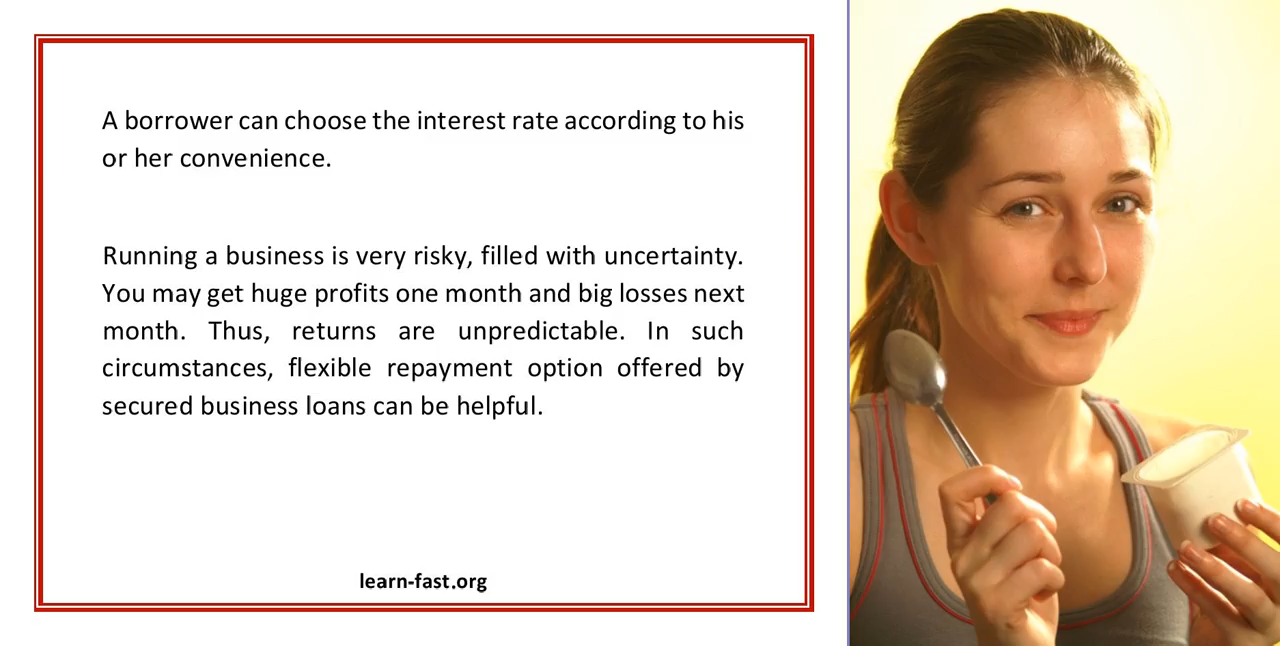 A borrower can choose the interest rate according to his
or her convenience.
Running a business is very risky, filled with uncertainty.
You may get huge profits one month and big losses next
month. Thus, returns are unpredictable. In such
circumstances, flexible repayment option offered by
secured business loans can be helpful.
learn-fast.org